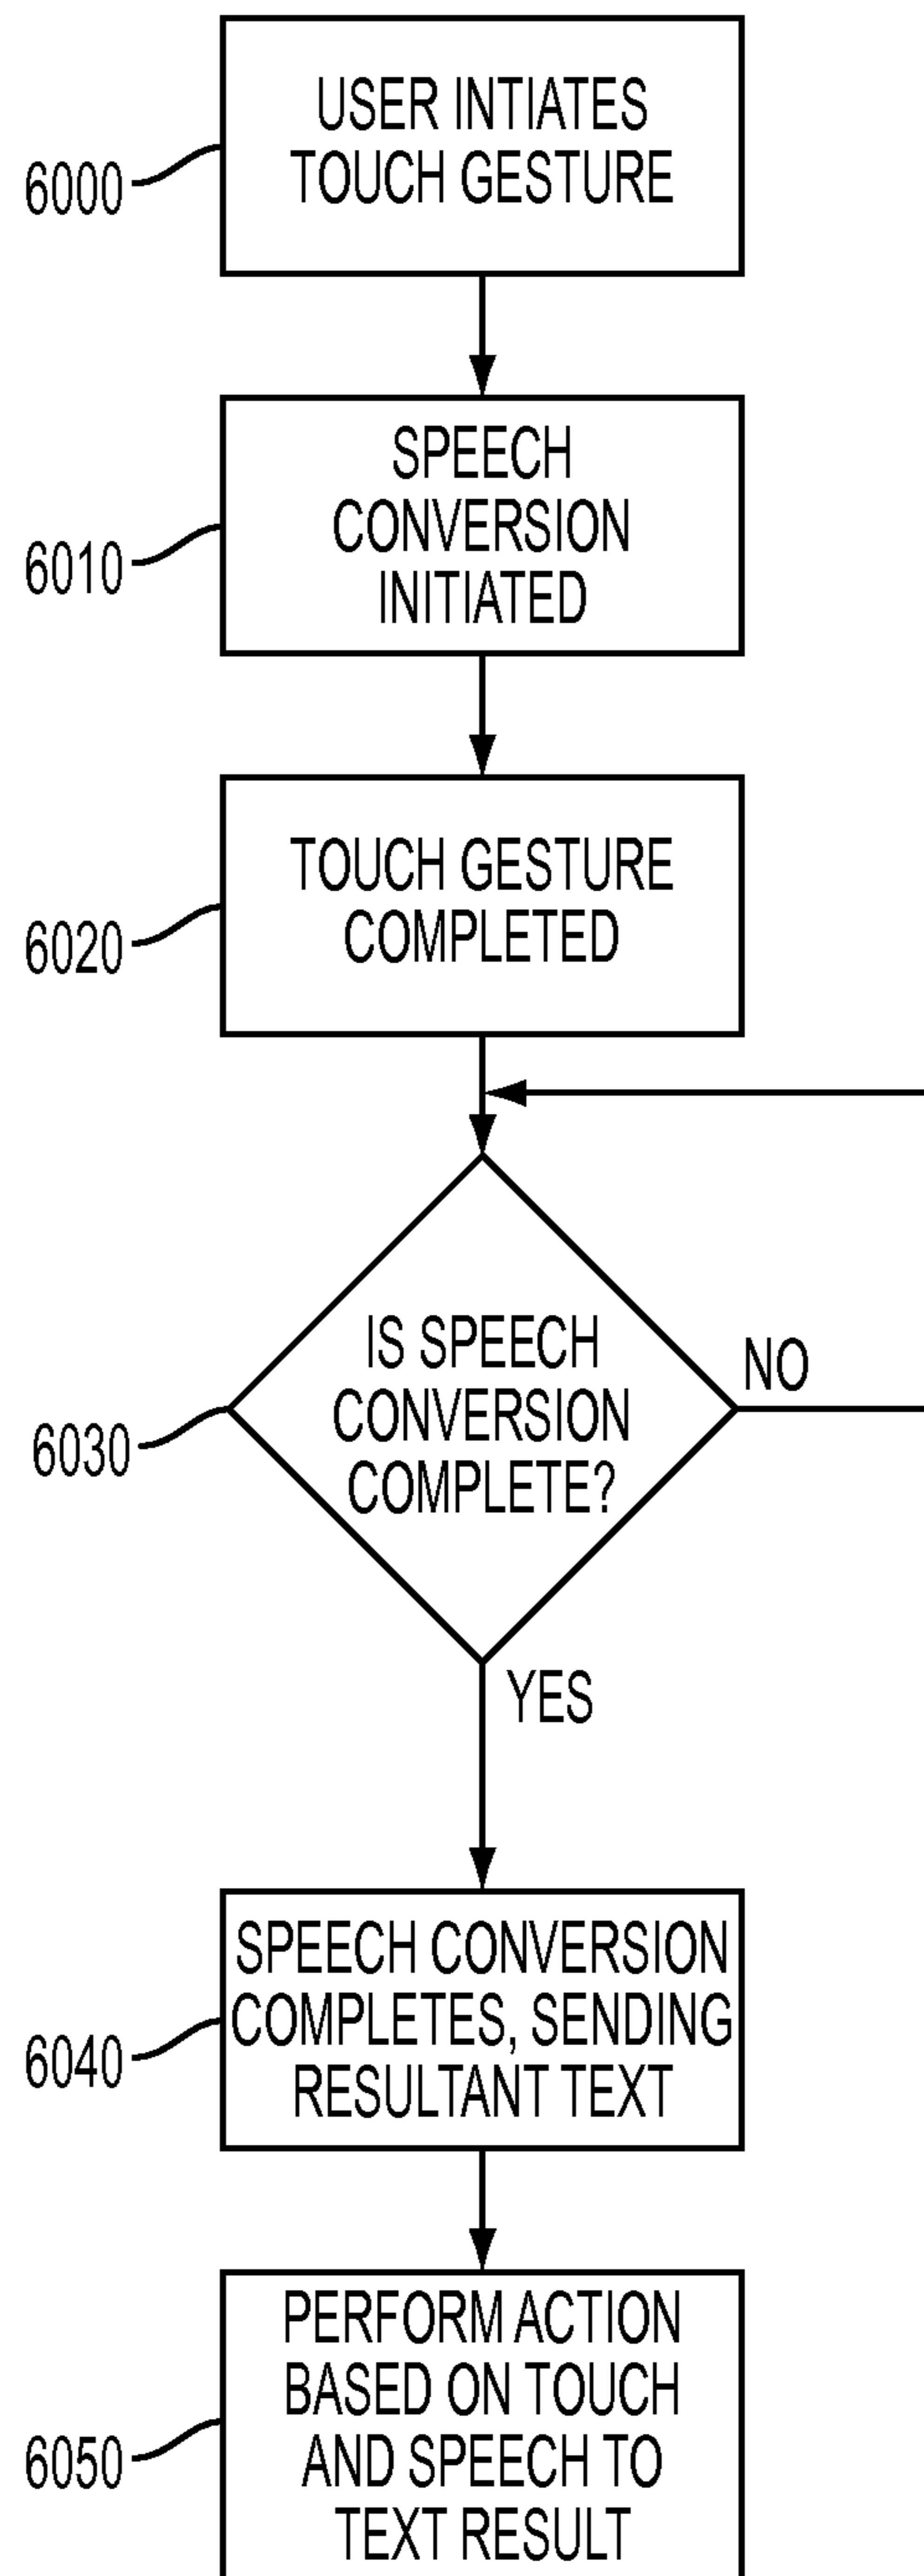 USER INTIATES
TOUCH GESTURE
6000
SPEECH
CONVERSION
INITIATED
6010
TOUCH GESTURE
COMPLETED
6020
IS SPEECH
CONVERSION
COMPLETE?
NO
6030
YES
SPEECH CONVERSION
COMPLETES, SENDING
RESULTANT TEXT
6040
PERFORM ACTION
BASED ON TOUCH
AND SPEECH TO
TEXT RESULT
6050